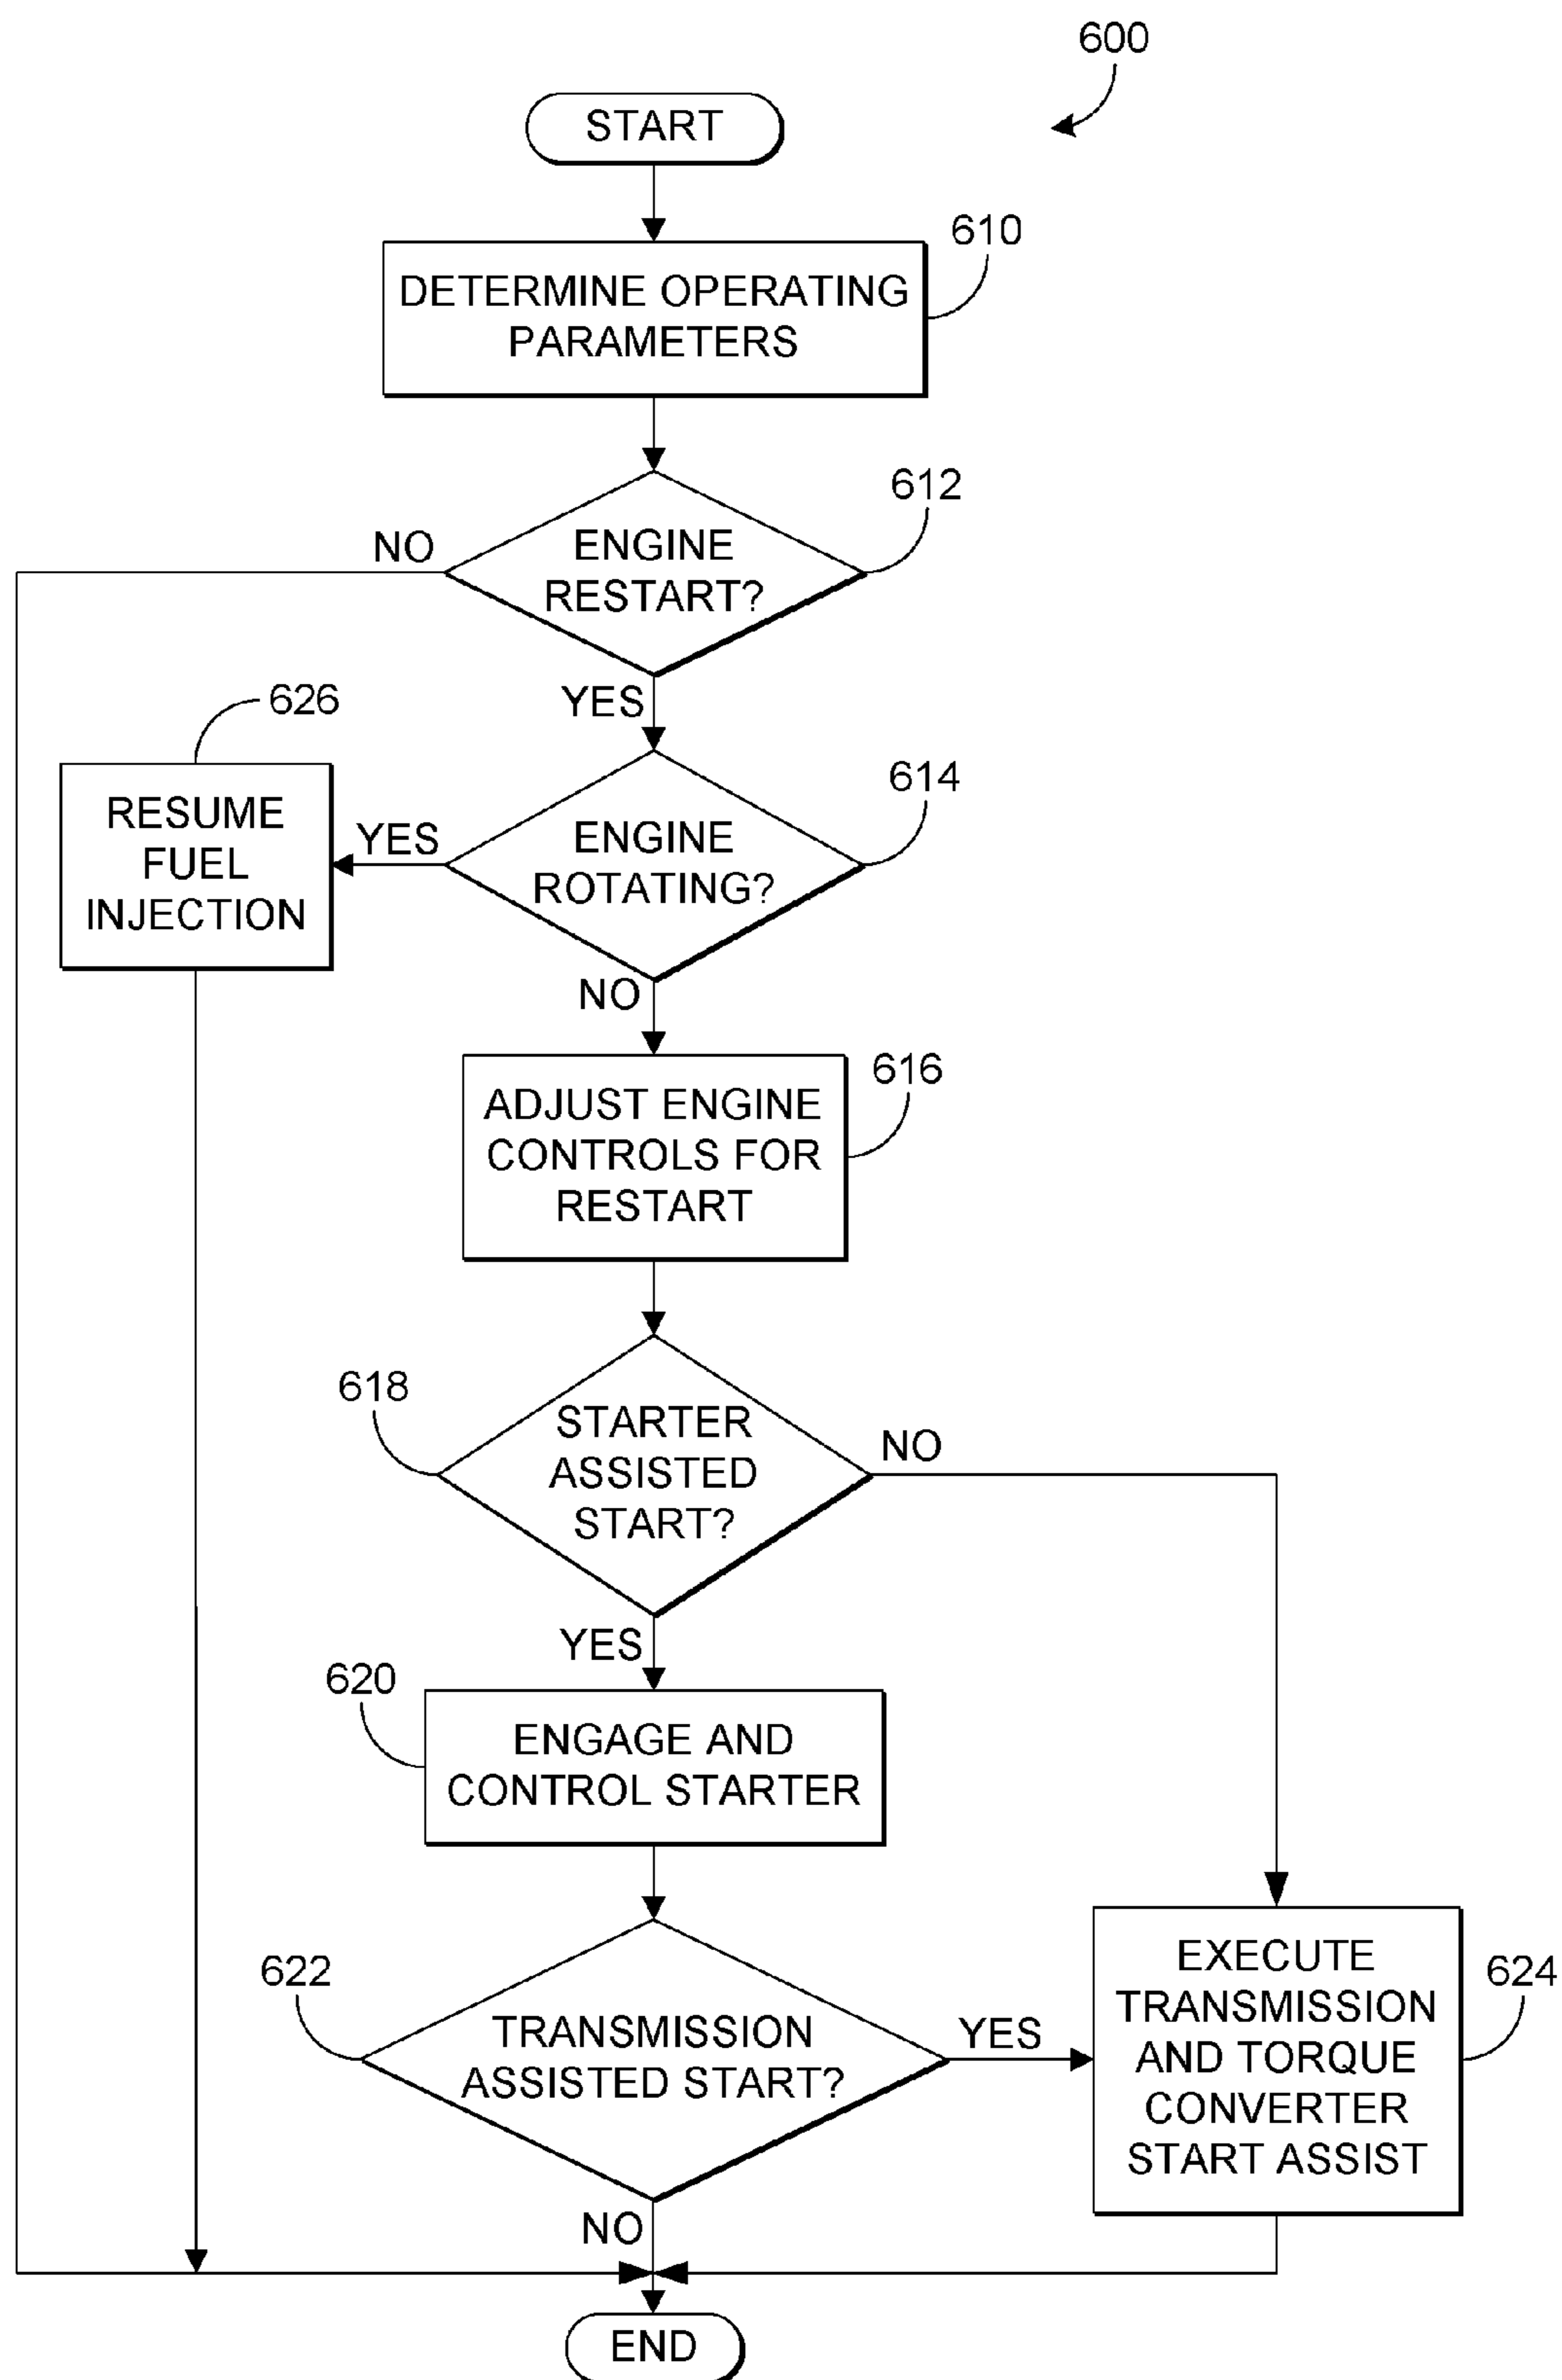 600
START
610
DETERMINE OPERATING
PARAMETERS
612
NO
ENGINE
RESTART?
YES
626
614
RESUME
FUEL
INJECTION
YES
ENGINE
ROTATING?
NO
616
ADJUST ENGINE
CONTROLS FOR
RESTART
618
STARTER
ASSISTED
START?
NO
YES
620
ENGAGE AND
CONTROL STARTER
622
TRANSMISSION
ASSISTED START?
YES
EXECUTE
TRANSMISSION
AND TORQUE
CONVERTER
START ASSIST
624
NO
END